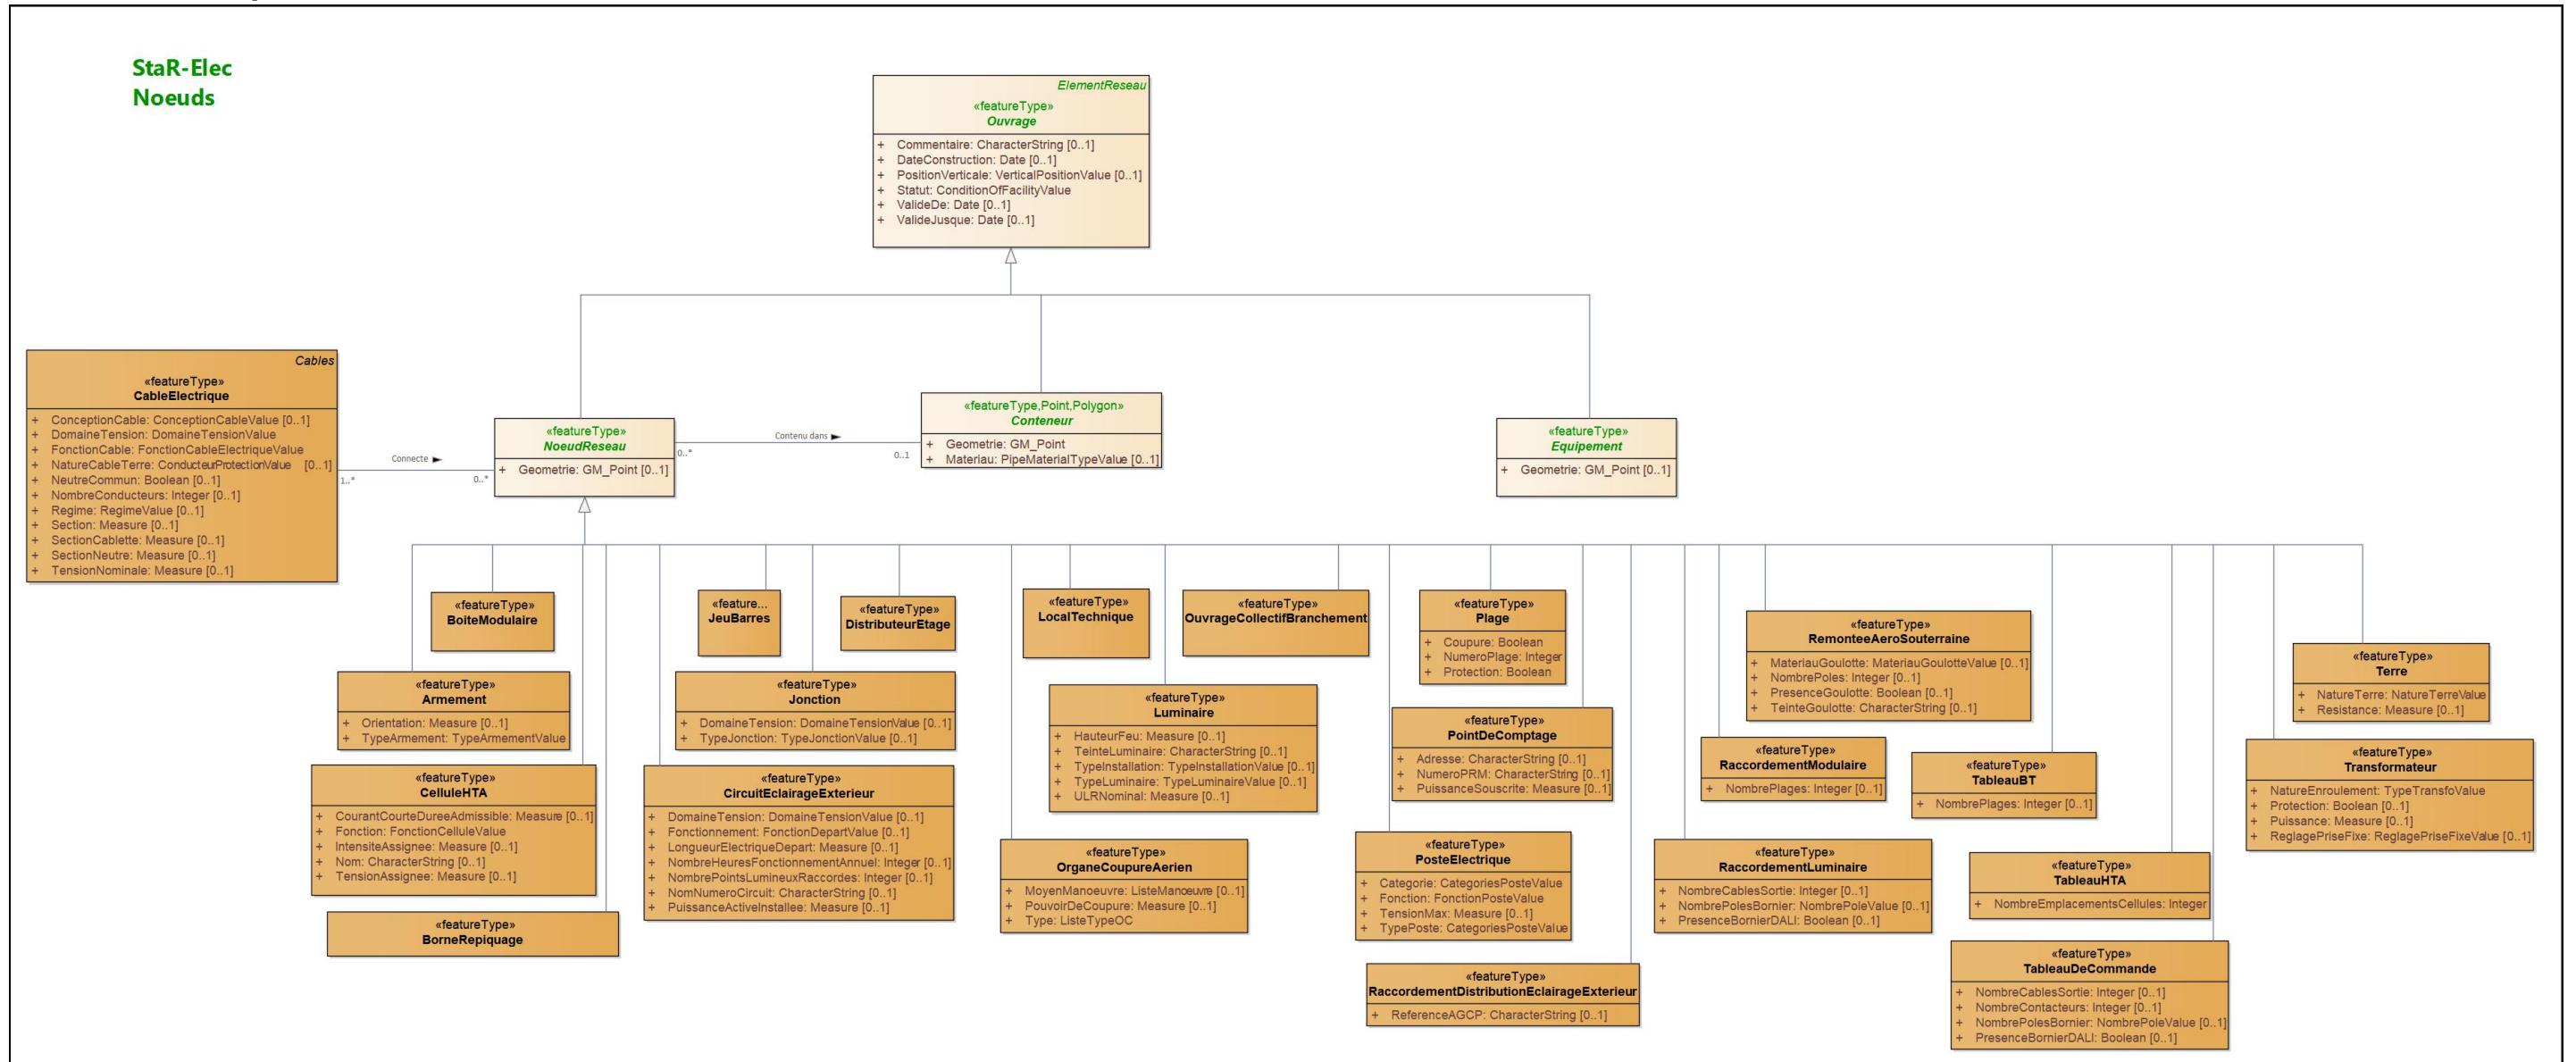 StaR-Elec
Noeuds
ElementReseau
«featureType»
Ouvrage
+ Commentaire: CharacterString [0..1]
+ DateConstruction: Date [0..1]
+ PositionVerticale: VerticalPositionValue [0..1]
+ Statut: ConditionOfFacilityValue
+ ValideDe: Date [0..1]
+ ValideJusque: Date [0..1]
Cables
«featureType»
CableElectrique
+ ConceptionCable: ConceptionCableValue [0..1]
+ DomaineTension: DomaineTensionValue
+ FonctionCable: FonctionCableElectriqueValue
+ NatureCableTerre: ConducteurProtectionValue [0..1]
+ NeutreCommun: Boolean [0..1]
+ NombreConducteurs: Integer [0..1]
+ Regime: RegimeValue [0..1]
+ Section: Measure [0..1]
+ SectionCablette: Measure [0..1]
+ SectionNeutre: Measure [0..1]
+ TensionNominale: Measure [0..1]
Connecte
1..*
0..*
«featureType»
NoeudReseau
+ Geometrie: GM_Point [0..1]
Contenu dans
0..*
0..1
«featureType,Point,Polygon»
Conteneur
+ Geometrie: GM_Point
+ Materiau: PipeMaterialTypeValue [0..1]
«featureType»
Equipement
+ Geometrie: GM_Point [0..1]
«featureType»
BoiteModulaire
«feature...
JeuBarres
«featureType»
DistributeurEtage
«featureType»
LocalTechnique
«featureType»
OuvrageCollectifBranchement
«featureType»
Plage
+ Coupure: Boolean
+ NumeroPlage: Integer
+ Protection: Boolean
«featureType»
RemonteeAeroSouterraine
+ MateriauGoulotte: MateriauGoulotteValue [0..1]
+ NombrePoles: Integer [0..1]
+ PresenceGoulotte: Boolean [0..1]
+ TeinteGoulotte: CharacterString [0..1]
«featureType»
Terre
+ NatureTerre: NatureTerreValue
+ Resistance: Measure [0..1]
«featureType»
Armement
+ Orientation: Measure [0..1]
+ TypeArmement: TypeArmementValue
«featureType»
Jonction
+ DomaineTension: DomaineTensionValue [0..1]
+ TypeJonction: TypeJonctionValue [0..1]
«featureType»
Luminaire
+ HauteurFeu: Measure [0..1]
+ TeinteLuminaire: CharacterString [0..1]
+ TypeInstallation: TypeInstallationValue [0..1]
+ TypeLuminaire: TypeLuminaireValue [0..1]
+ ULRNominal: Measure [0..1]
«featureType»
PointDeComptage
+ Adresse: CharacterString [0..1]
+ NumeroPRM: CharacterString [0..1]
+ PuissanceSouscrite: Measure [0..1]
«featureType»
RaccordementModulaire
+ NombrePlages: Integer [0..1]
«featureType»
TableauBT
+ NombrePlages: Integer [0..1]
«featureType»
Transformateur
+ NatureEnroulement: TypeTransfoValue
+ Protection: Boolean [0..1]
+ Puissance: Measure [0..1]
+ ReglagePriseFixe: ReglagePriseFixeValue [0..1]
«featureType»
CelluleHTA
+ CourantCourteDureeAdmissible: Measure [0..1]
+ Fonction: FonctionCelluleValue
+ IntensiteAssignee: Measure [0..1]
+ Nom: CharacterString [0..1]
+ TensionAssignee: Measure [0..1]
«featureType»
CircuitEclairageExterieur
+ DomaineTension: DomaineTensionValue [0..1]
+ Fonctionnement: FonctionDepartValue [0..1]
+ LongueurElectriqueDepart: Measure [0..1]
+ NombreHeuresFonctionnementAnnuel: Integer [0..1]
+ NombrePointsLumineuxRaccordes: Integer [0..1]
+ NomNumeroCircuit: CharacterString [0..1]
+ PuissanceActiveInstallee: Measure [0..1]
«featureType»
OrganeCoupureAerien
+ MoyenManoeuvre: ListeManoeuvre [0..1]
+ PouvoirDeCoupure: Measure [0..1]
+ Type: ListeTypeOC
«featureType»
PosteElectrique
+ Categorie: CategoriesPosteValue
+ Fonction: FonctionPosteValue
+ TensionMax: Measure [0..1]
+ TypePoste: CategoriesPosteValue
«featureType»
RaccordementLuminaire
+ NombreCablesSortie: Integer [0..1]
+ NombrePolesBornier: NombrePoleValue [0..1]
+ PresenceBornierDALI: Boolean [0..1]
«featureType»
TableauHTA
+ NombreEmplacementsCellules: Integer
«featureType»
BorneRepiquage
«featureType»
RaccordementDistributionEclairageExterieur
+ ReferenceAGCP: CharacterString [0..1]
«featureType»
TableauDeCommande
+ NombreCablesSortie: Integer [0..1]
+ NombreContacteurs: Integer [0..1]
+ NombrePolesBornier: NombrePoleValue [0..1]
+ PresenceBornierDALI: Boolean [0..1]